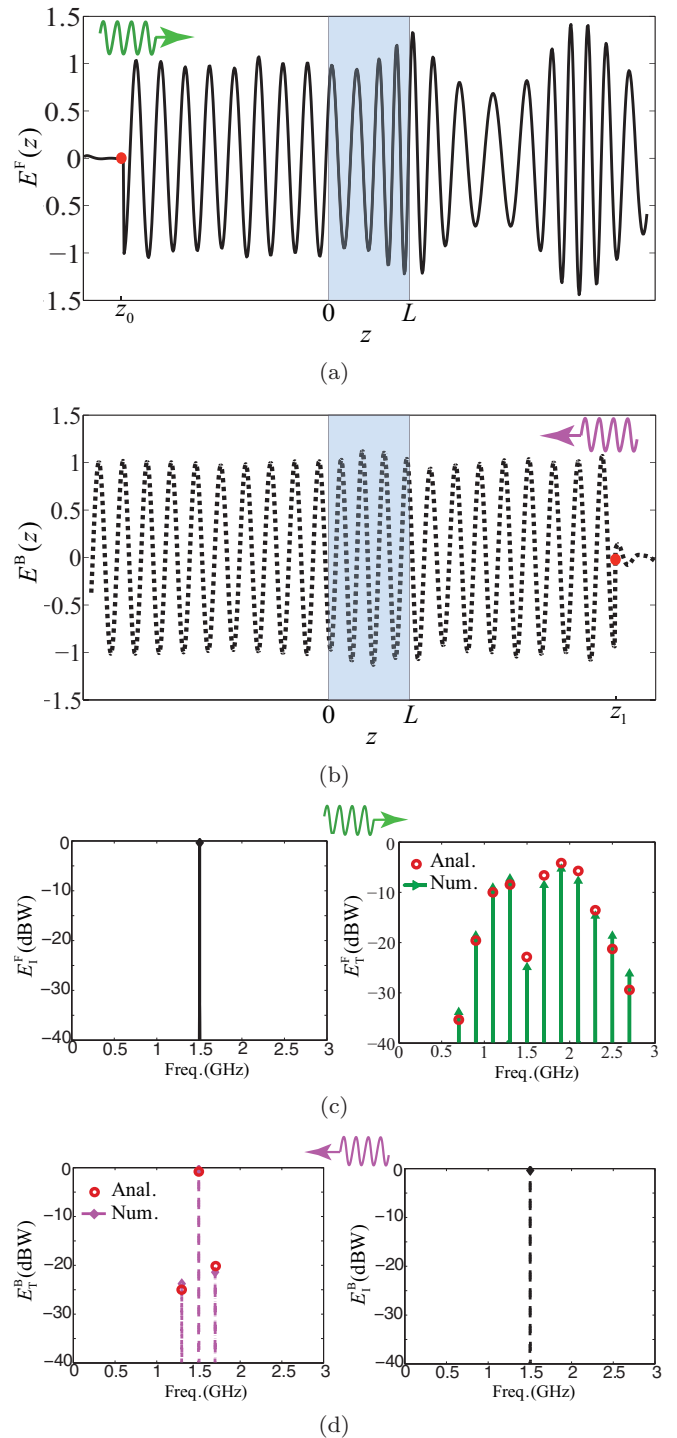 1.5
1
0.5
0
-0.5
−1
1.5
E^F(z)
z_0 0 L
z
(a)
1.5
1
0.5
0
-0.5
−1
-1.5
E^B(z)
0 L z_1
z
(b)
0
−10
−20
−30
−40
E_I^F(dBW)
0 0.5 1 1.5 2 2.5 3
Freq.(GHz)
0
−10
−20
−30
−40
E_T^F(dBW)
Anal.
Num.
0 0.5 1 1.5 2 2.5 3
Freq.(GHz)
(c)
0
−10
−20
−30
−40
E_T^B(dBW)
Anal.
Num.
0 0.5 1 1.5 2 2.5 3
Freq.(GHz)
0
−10
−20
−30
−40
E_I^B(dBW)
0 0.5 1 1.5 2 2.5 3
Freq.(GHz)
(d)